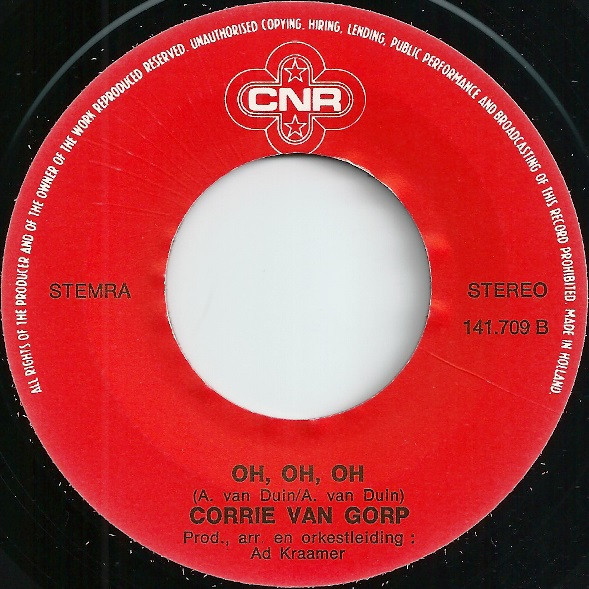 ALL RIGHTS OF THE PRODUCER AND OF THE OWNER OF THE WORK REPRODUCED RESERVED. UNAUTHORISED COPYING, HIRING, LENDING, PUBLIC PERFORMANCE AND BROADCASTING OF THIS RECORD PROHIBITED. MADE IN HOLLAND.
CNR
STEMRA
STEREO
141.709 B
OH, OH, OH
(A. van Duin/A. van Duin)
CORRIE VAN GORP
Prod., arr. en orkestleiding :
Ad Kraamer